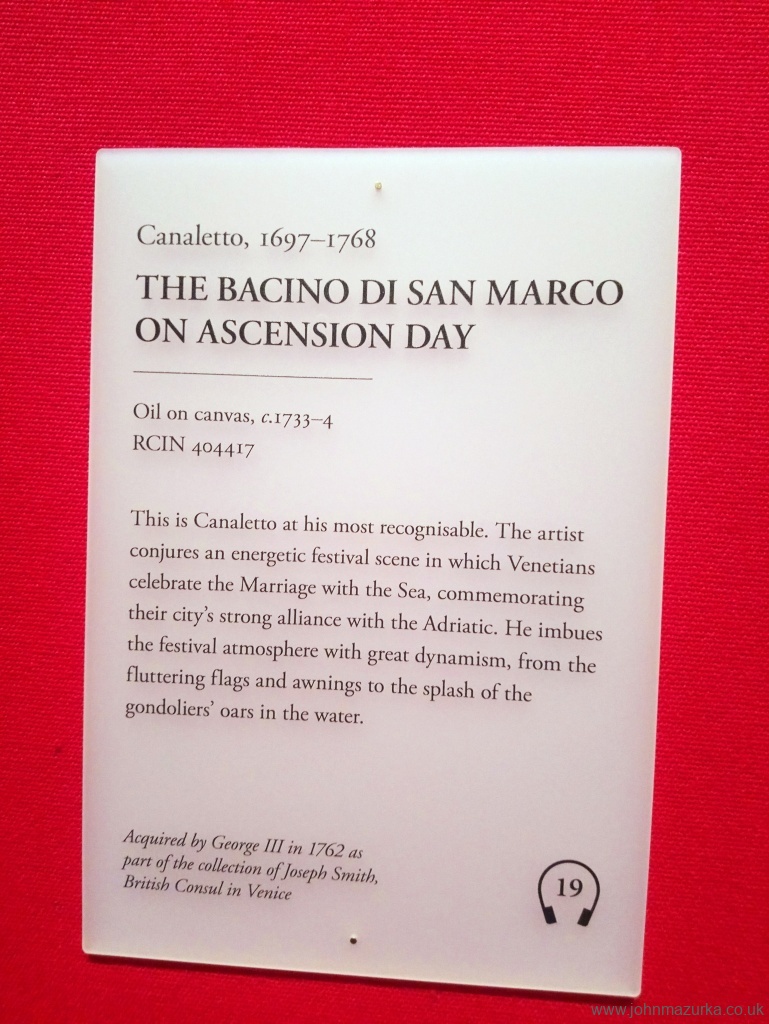 Canaletto, 1697–1768
THE BACINO DI SAN MARCO
ON ASCENSION DAY
Oil on canvas, c.1733–4
RCIN 404417
This is Canaletto at his most recognisable. The artist
conjures an energetic festival scene in which Venetians
celebrate the Marriage with the Sea, commemorating
their city's strong alliance with the Adriatic. He imbues
the festival atmosphere with great dynamism, from the
fluttering flags and awnings to the splash of the
gondoliers' oars in the water.
Acquired by George III in 1762 as
part of the collection of Joseph Smith,
British Consul in Venice
19
www.johnmazurka.co.uk